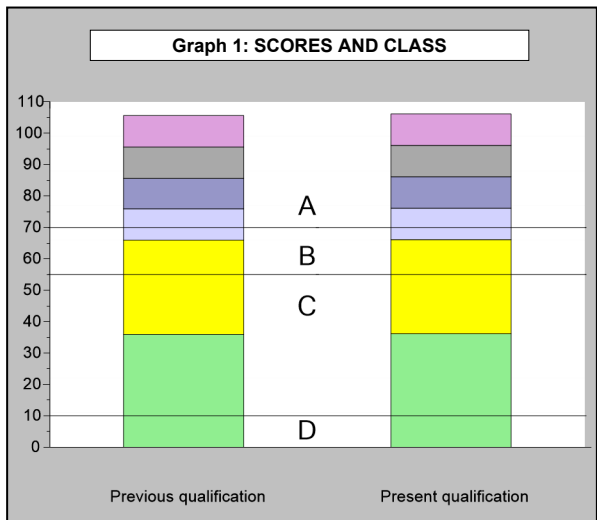 Graph 1: SCORES AND CLASS
110
100
90
80
70
60
50
40
30
20
10
0
A
B
C
D
Previous qualification
Present qualification